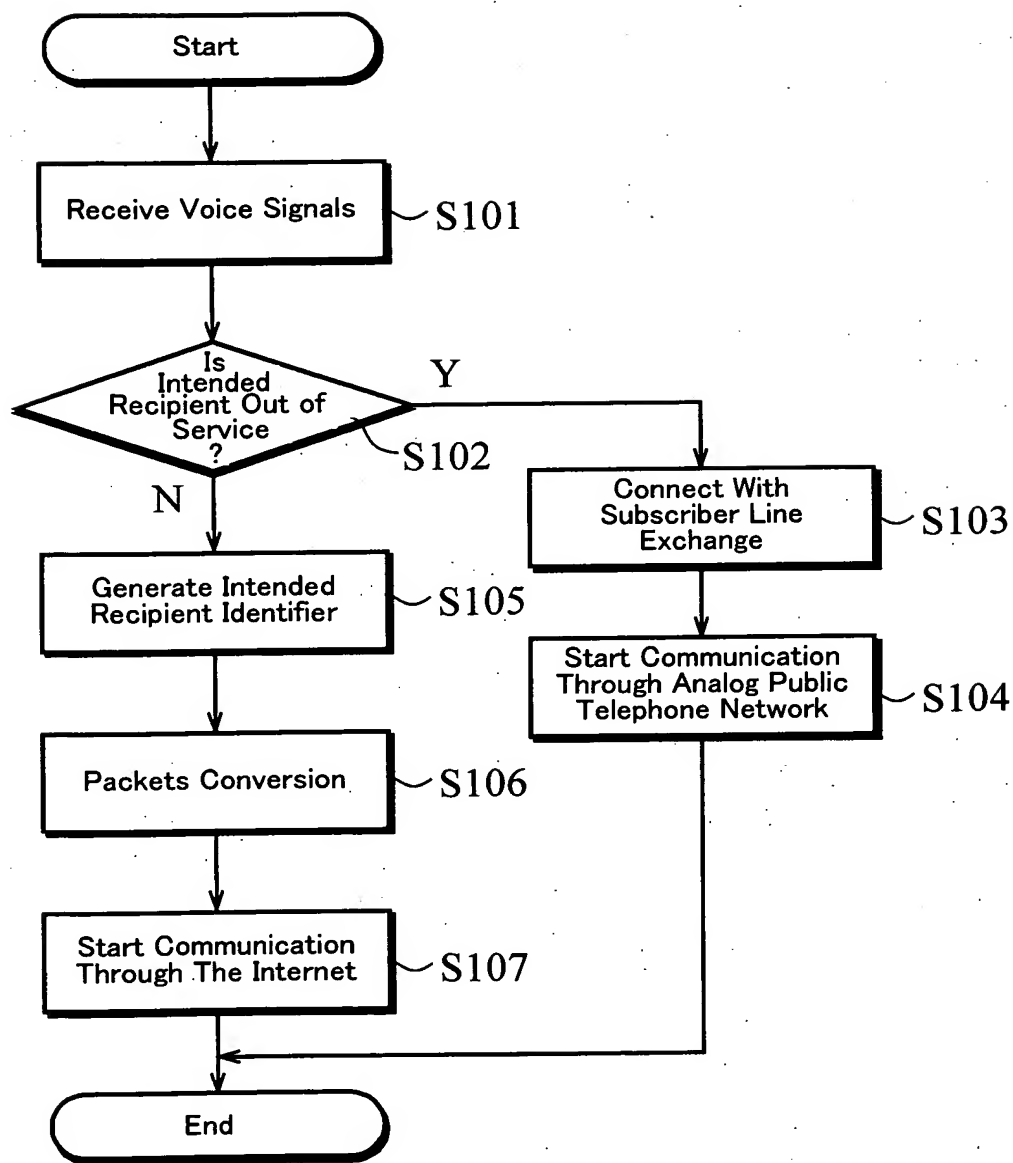 Start
Receive Voice Signals
S101
Is
Intended
Recipient Out of
Service
?
S102
Y
N
Connect With
Subscriber Line
Exchange
S103
Start Communication
Through Analog Public
Telephone Network
S104
Generate Intended
Recipient Identifier
S105
Packets Conversion
S106
Start Communication
Through The Internet
S107
End